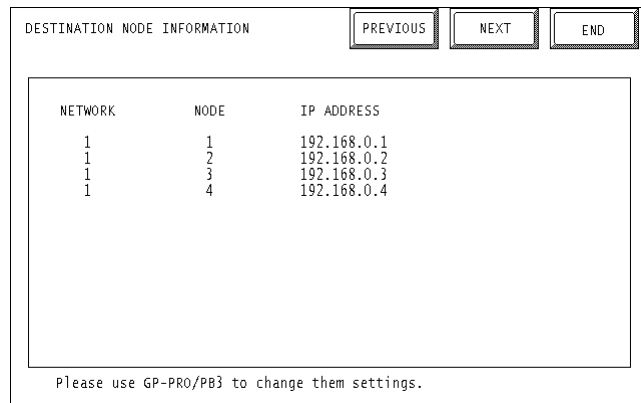 DESTINATION NODE INFORMATION PREVIOUS NEXT END
NETWORK NODE IP ADDRESS
1 1 192.168.0.1
1 2 192.168.0.2
1 3 192.168.0.3
1 4 192.168.0.4
Please use GP-PRO/PB3 to change them settings.